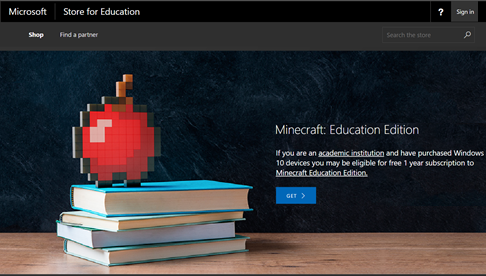 Microsoft Store for Education ? Sign in
Shop Find a partner Search the store
Minecraft: Education Edition
If you are an academic institution and have purchased Windows
10 devices you may be eligible for free 1 year subscription to
Minecraft Education Edition.
GET